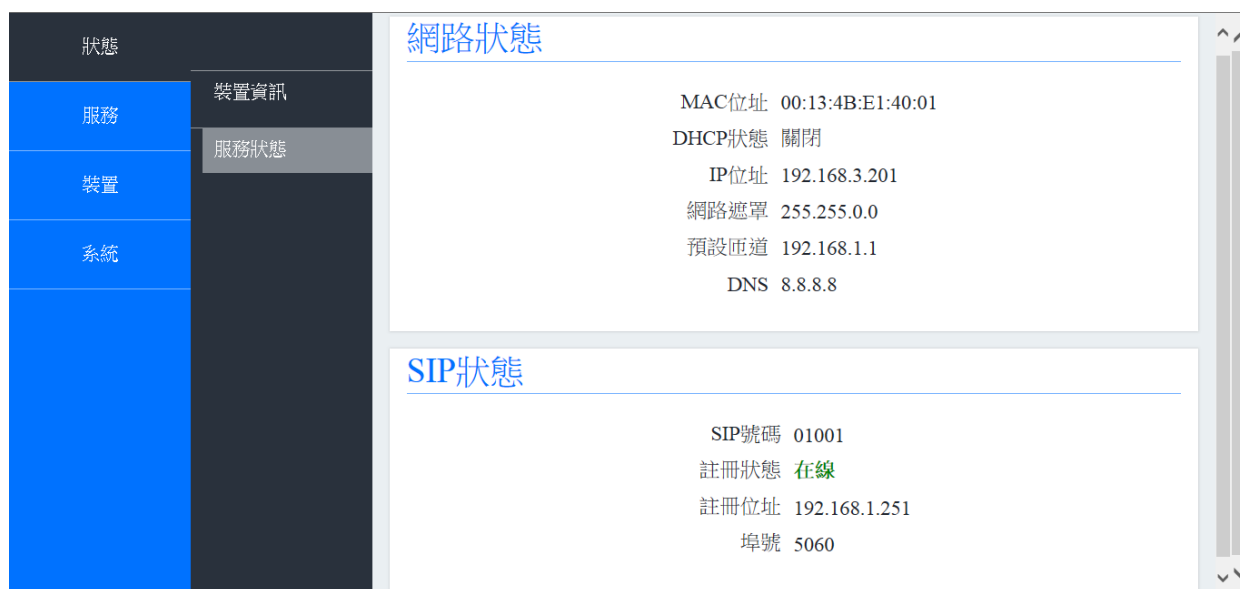 狀態
服務
裝置
系統
裝置資訊
服務狀態
網路狀態
MAC位址 00:13:4B:E1:40:01
DHCP狀態 關閉
IP位址 192.168.3.201
網路遮罩 255.255.0.0
預設匝道 192.168.1.1
DNS 8.8.8.8
SIP狀態
SIP號碼 01001
註冊狀態 在線
註冊位址 192.168.1.251
埠號 5060